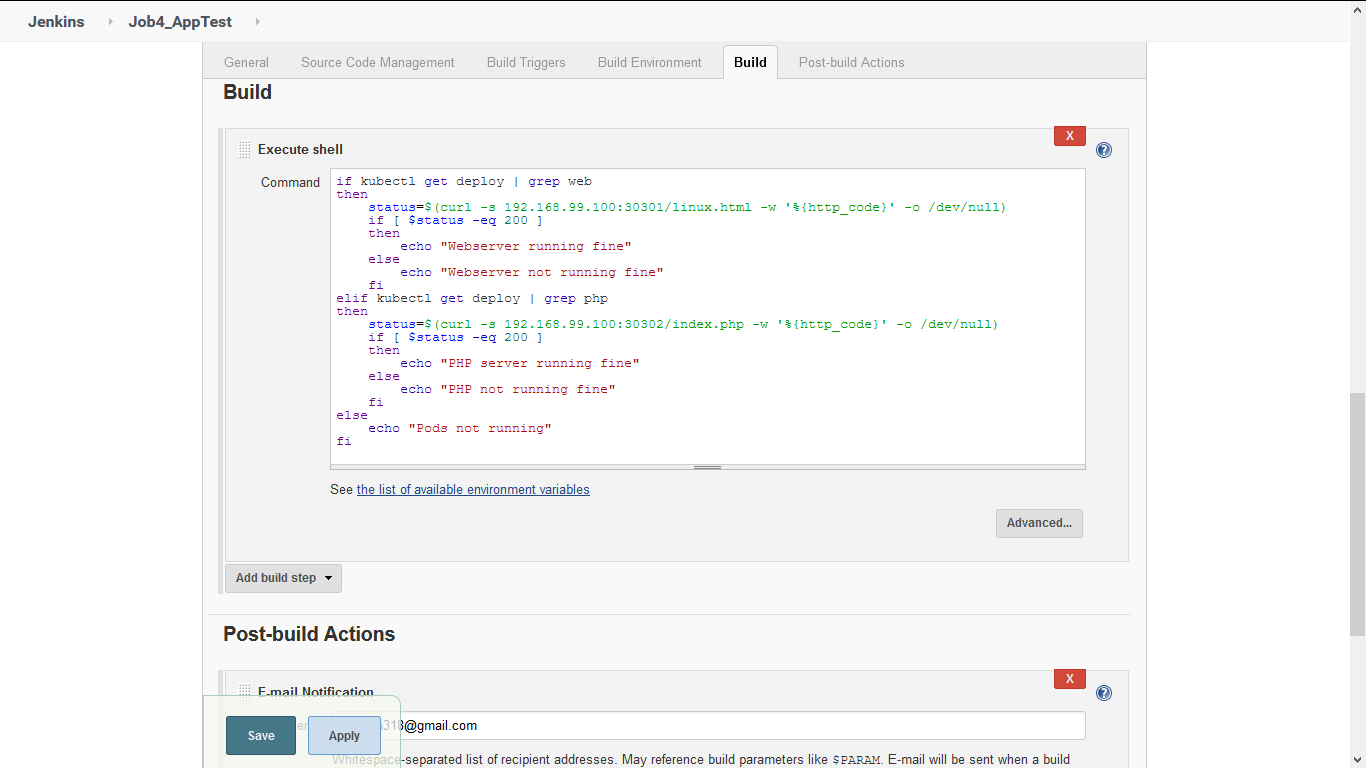 Jenkins Job4_AppTest
General Source Code Management Build Triggers Build Environment Build Post-build Actions
Build
X
Execute shell
Command
if kubectl get deploy | grep web
then
    status=$(curl -s 192.168.99.100:30301/linux.html -w '%{http_code}' -o /dev/null)
    if [ $status -eq 200 ]
    then
        echo "Webserver running fine"
    else
        echo "Webserver not running fine"
    fi
elif kubectl get deploy | grep php
then
    status=$(curl -s 192.168.99.100:30302/index.php -w '%{http_code}' -o /dev/null)
    if [ $status -eq 200 ]
    then
        echo "PHP server running fine"
    else
        echo "PHP not running fine"
    fi
else
    echo "Pods not running"
fi
See the list of available environment variables
Advanced...
Add build step
Post-build Actions
X
E-mail Notification
@gmail.com
Save Apply
Whitespace-separated list of recipient addresses. May reference build parameters like $PARAM. E-mail will be sent when a build